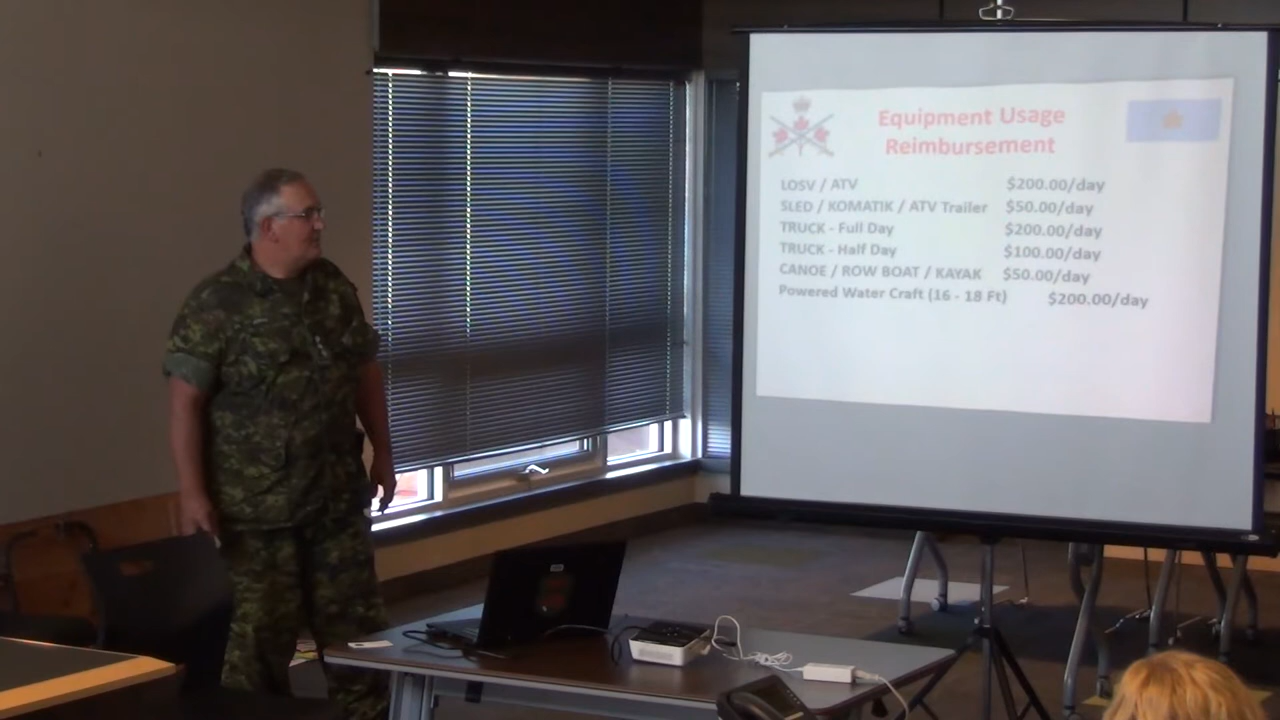 Equipment Usage
Reimbursement
LOSV / ATV $200.00/day
SLED / KOMATIK / ATV Trailer $50.00/day
TRUCK - Full Day $200.00/day
TRUCK - Half Day $100.00/day
CANOE / ROW BOAT / KAYAK $50.00/day
Powered Water Craft (16 - 18 Ft) $200.00/day